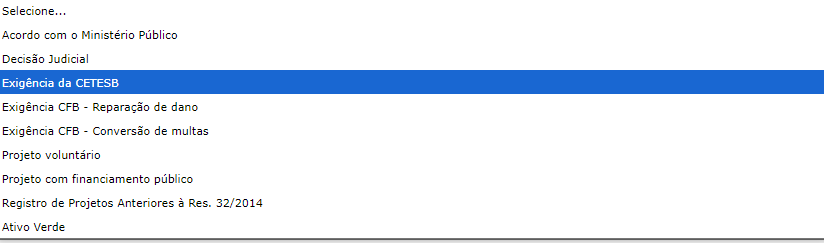 Selecione...
Acordo com o Ministério Público
Decisão Judicial
Exigência da CETESB
Exigência CFB - Reparação de dano
Exigência CFB - Conversão de multas
Projeto voluntário
Projeto com financiamento público
Registro de Projetos Anteriores à Res. 32/2014
Ativo Verde